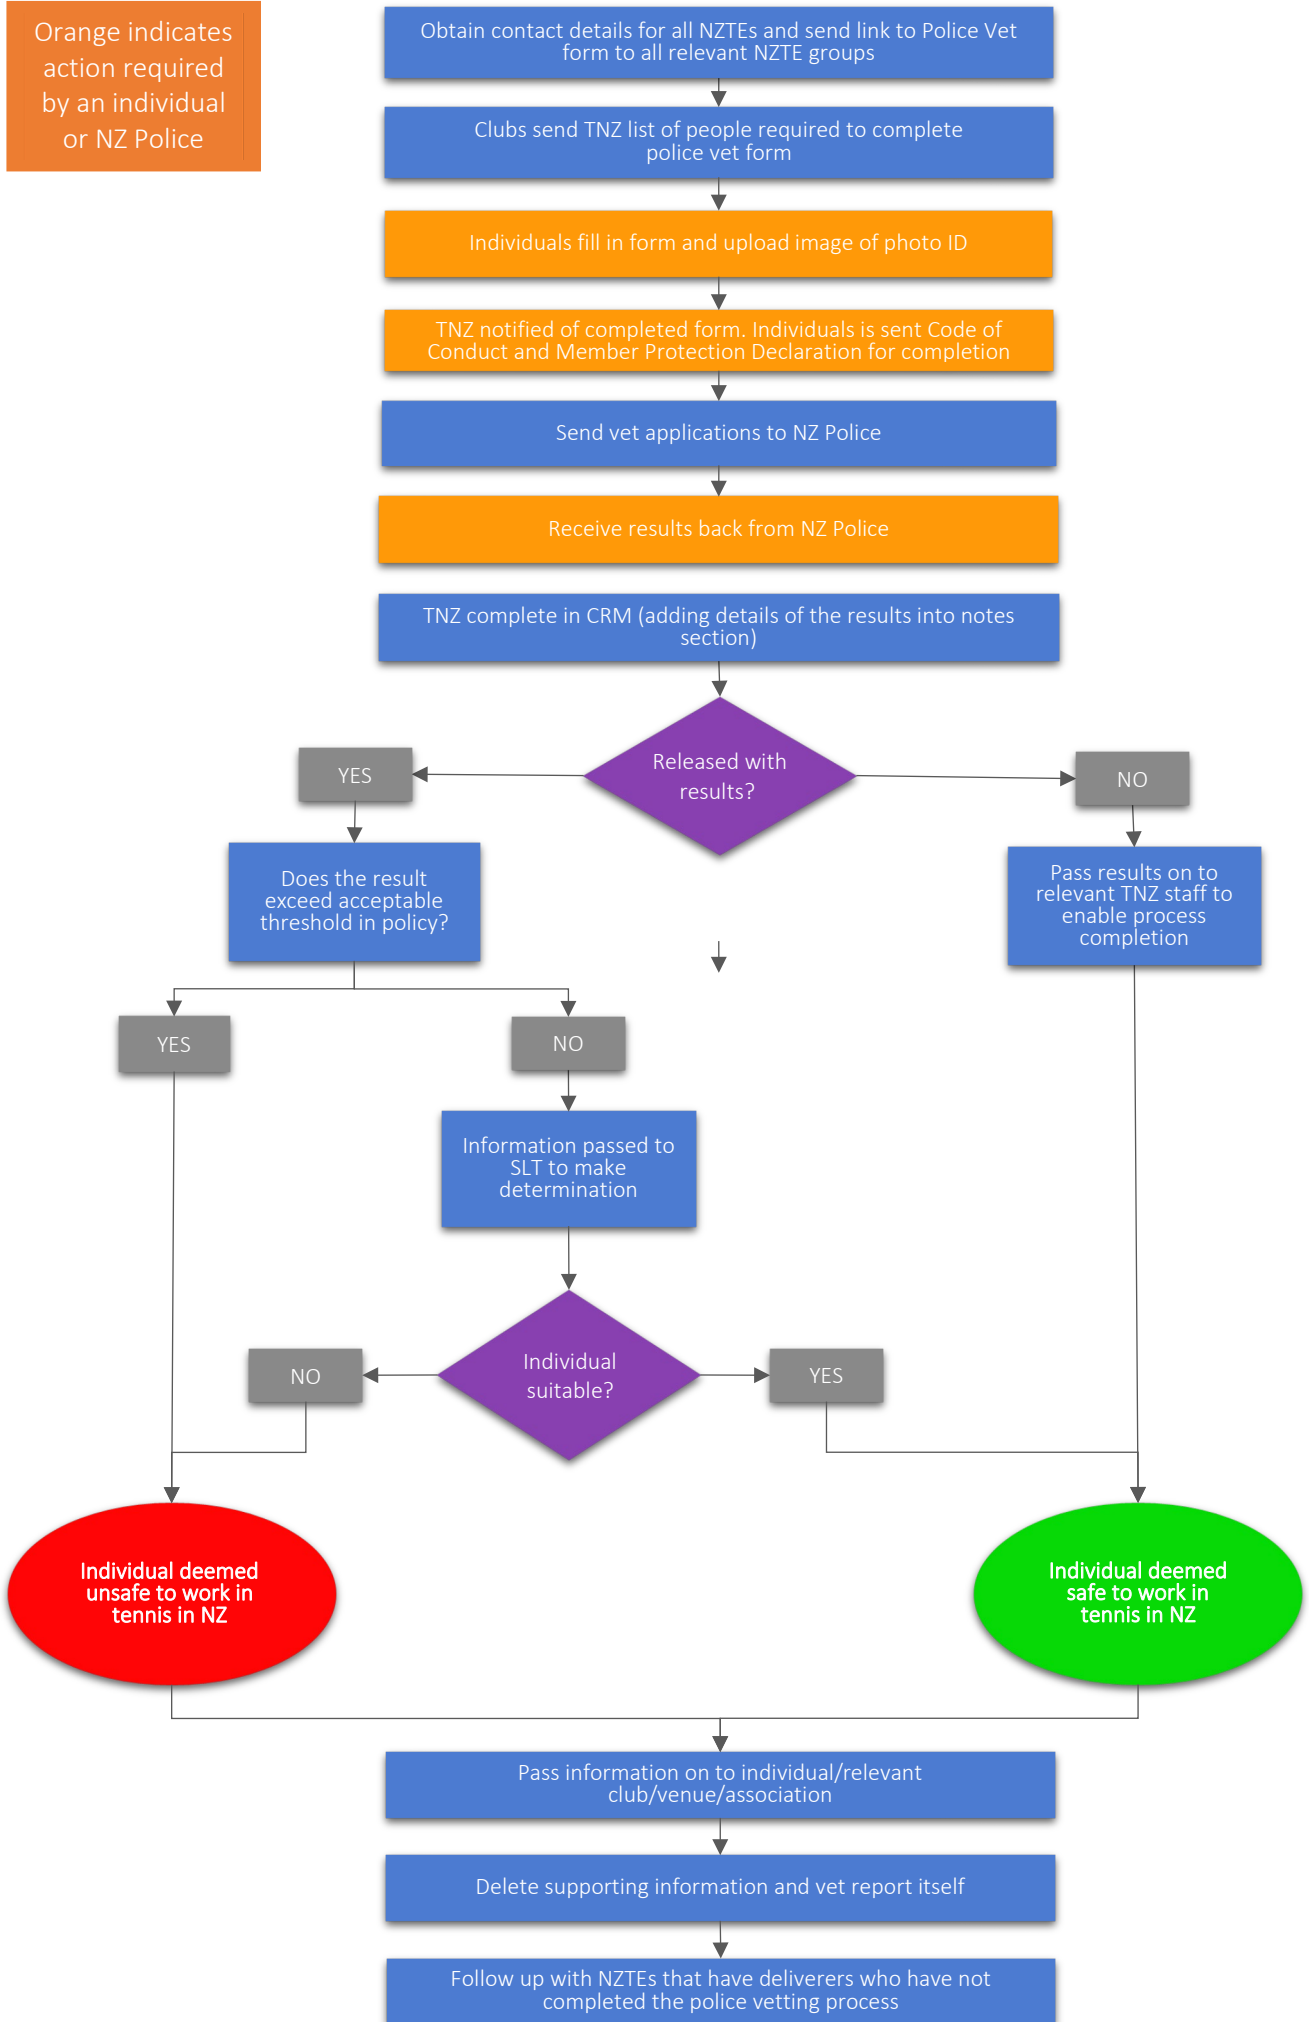 Orange indicates
action required
by an individual
or NZ Police
Obtain contact details for all NZTEs and send link to Police Vet
form to all relevant NZTE groups
Clubs send TNZ list of people required to complete
police vet form
Individuals fill in form and upload image of photo ID
TNZ notified of completed form. Individuals is sent Code of
Conduct and Member Protection Declaration for completion
Send vet applications to NZ Police
Receive results back from NZ Police
TNZ complete in CRM (adding details of the results into notes
section)
Released with
results?
YES
NO
Does the result
exceed acceptable
threshold in policy?
Pass results on to
relevant TNZ staff to
enable process
completion
YES
NO
Information passed to
SLT to make
determination
Individual
suitable?
NO
YES
Individual deemed
unsafe to work in
tennis in NZ
Individual deemed
safe to work in
tennis in NZ
Pass information on to individual/relevant
club/venue/association
Delete supporting information and vet report itself
Follow up with NZTEs that have deliverers who have not
completed the police vetting process